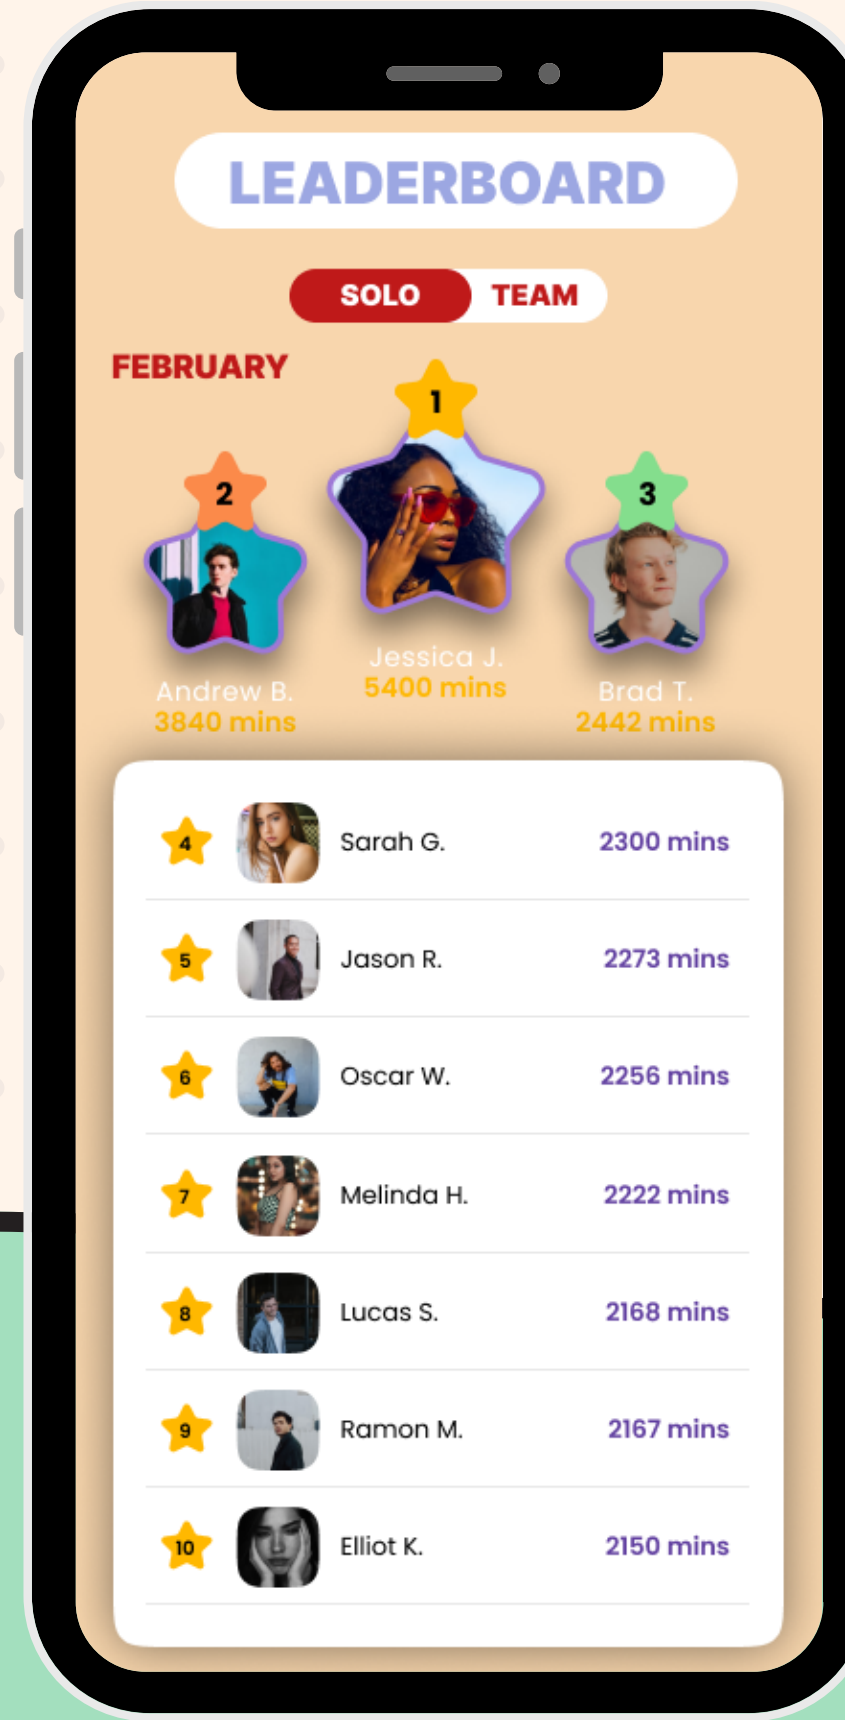 LEADERBOARD
SOLO TEAM
FEBRUARY
1
2
3
Jessica J.
5400 mins
Andrew B.
3840 mins
Brad T.
2442 mins
4 Sarah G. 2300 mins
5 Jason R. 2273 mins
6 Oscar W. 2256 mins
7 Melinda H. 2222 mins
8 Lucas S. 2168 mins
9 Ramon M. 2167 mins
10 Elliot K. 2150 mins